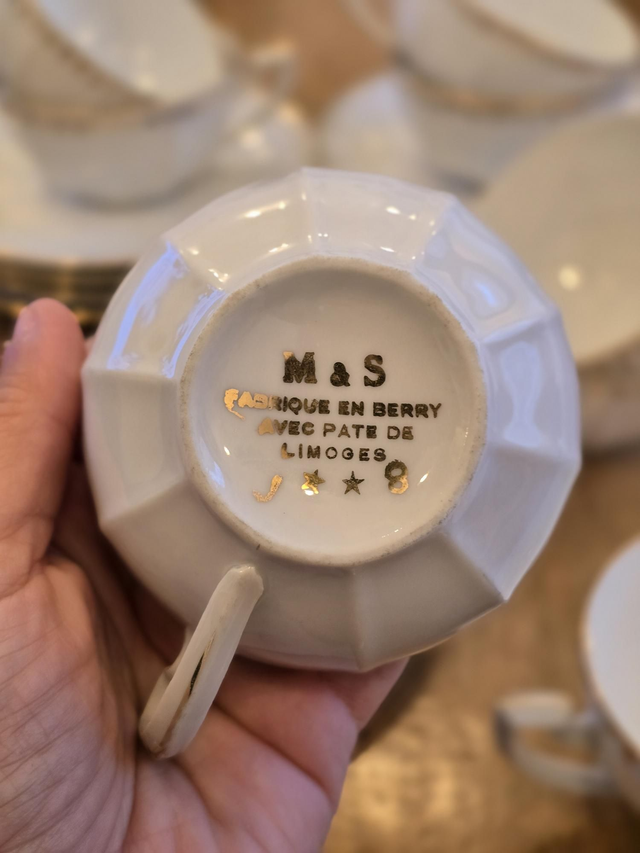 M & S
FABRIQUE EN BERRY
AVEC PATE DE
LIMOGES
J ★ ★ 8